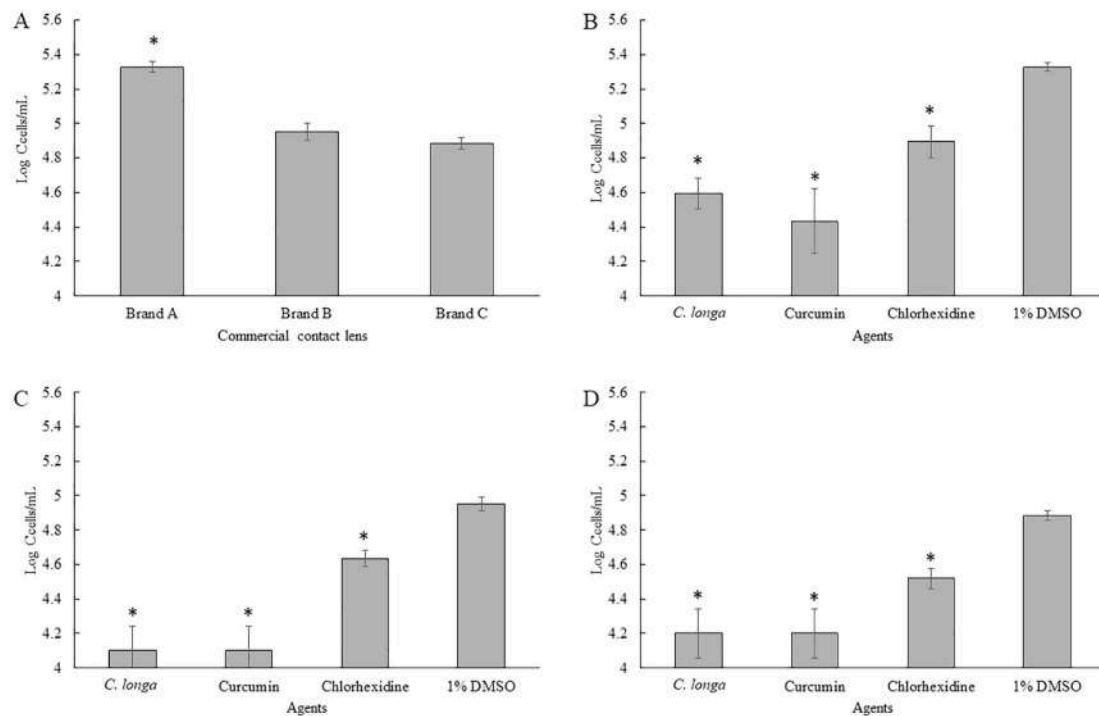 A
5.6
5.4
5.2
5
4.8
4.6
4.4
4.2
4
Log Ccells/mL
*
Brand A Brand B Brand C
Commercial contact lens
B
5.6
5.4
5.2
5
4.8
4.6
4.4
4.2
4
Log Ccells/mL
* * *
C. longa Curcumin Chlorhexidine 1% DMSO
Agents
C
5.6
5.4
5.2
5
4.8
4.6
4.4
4.2
4
Log Ccells/mL
* * *
C. longa Curcumin Chlorhexidine 1% DMSO
Agents
D
5.6
5.4
5.2
5
4.8
4.6
4.4
4.2
4
Log Ccells/mL
* * *
C. longa Curcumin Chlorhexidine 1% DMSO
Agents